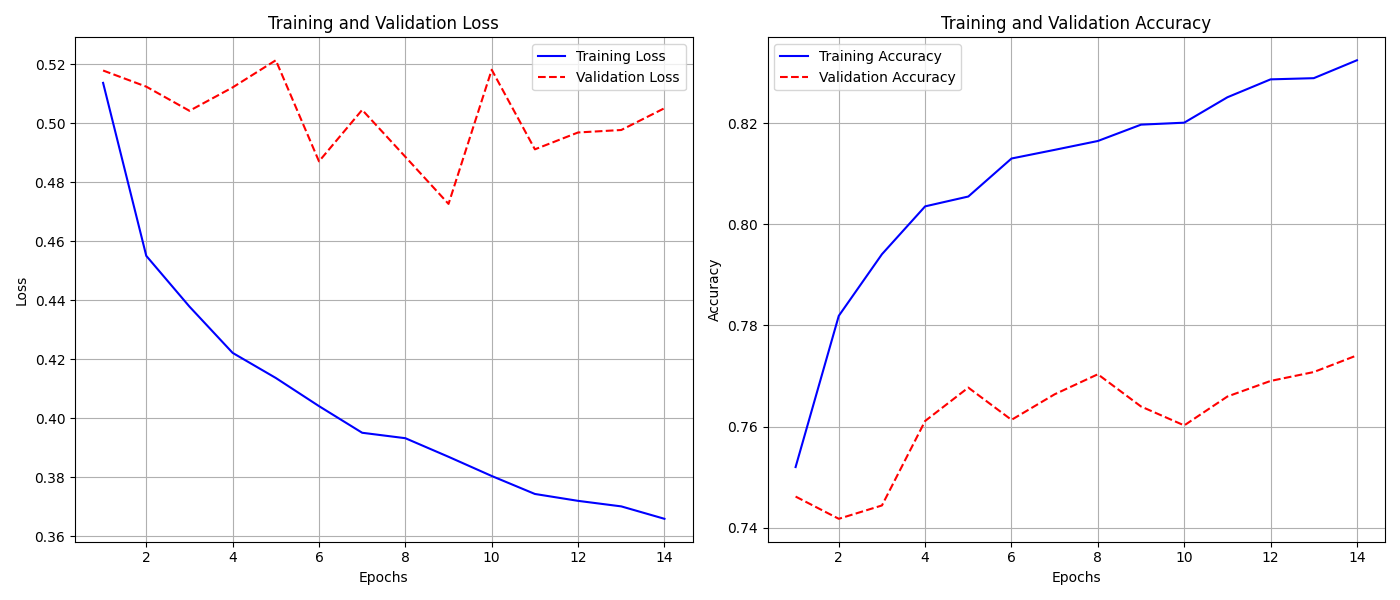 Training and Validation Loss
Training Loss
Validation Loss
0.52
0.50
0.48
0.46
0.44
0.42
0.40
0.38
0.36
Loss
2 4 6 8 10 12 14
Epochs
Training and Validation Accuracy
Training Accuracy
Validation Accuracy
0.82
0.80
0.78
0.76
0.74
Accuracy
2 4 6 8 10 12 14
Epochs